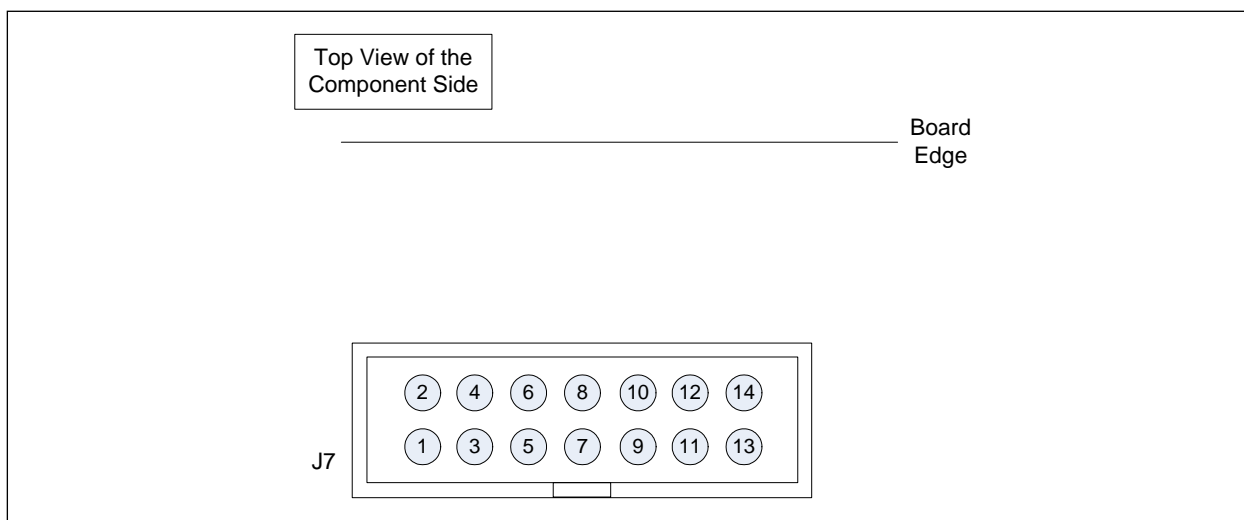 Top View of the
Component Side
Board
Edge
2 4 6 8 10 12 14
1 3 5 7 9 11 13
J7